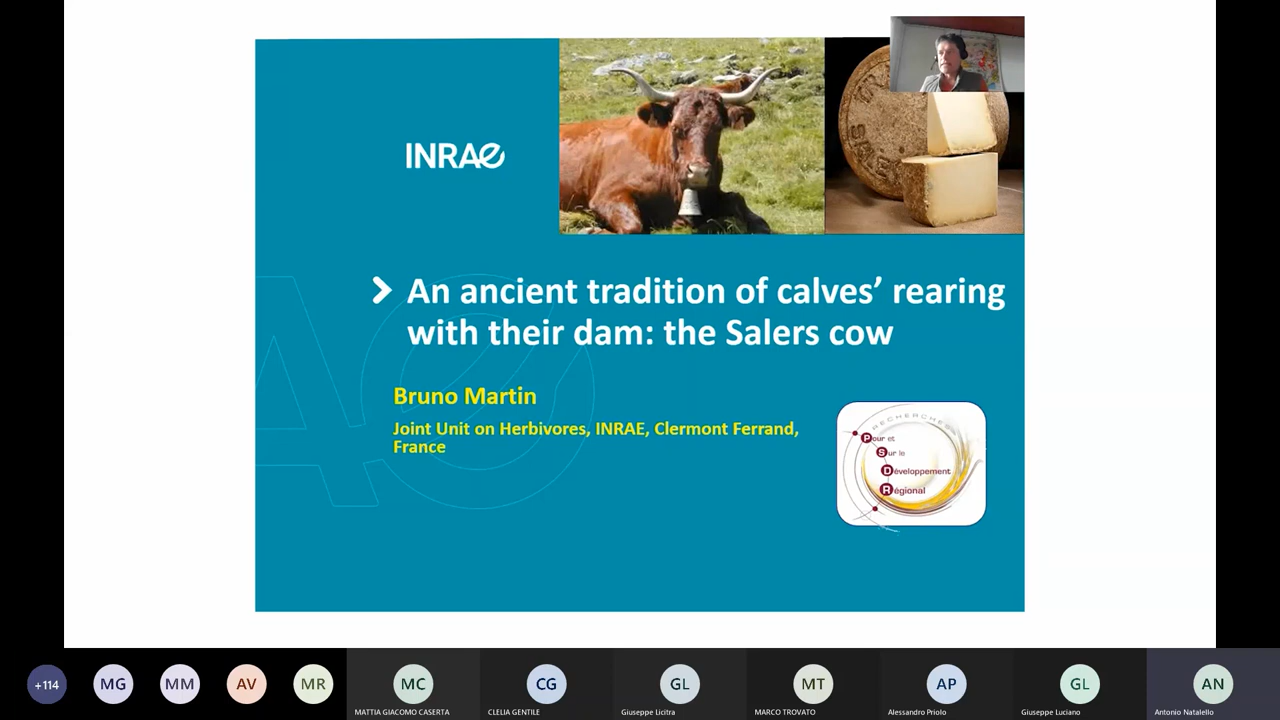 INRAE
An ancient tradition of calves' rearing
with their dam: the Salers cow
Bruno Martin
Joint Unit on Herbivores, INRAE, Clermont Ferrand,
France
RECHERCHES
Pour et
Sur le
Développement
Régional
+114
MG
MM
AV
MR
MC
CG
GL
MT
AP
GL
AN
MATTIA GIACOMO CASERTA
CLELIA GENTILE
Giuseppe Licitra
MARCO TROVATO
Alessandro Priolo
Giuseppe Luciano
Antonio Natalello